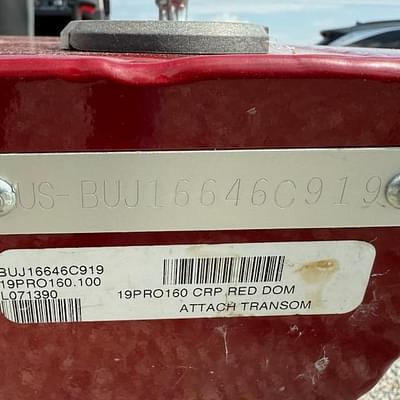 US-BUJ16646C919
BUJ16646C919
19PRO160.100
L071390
19PRO160 CRP RED DOM
ATTACH TRANSOM